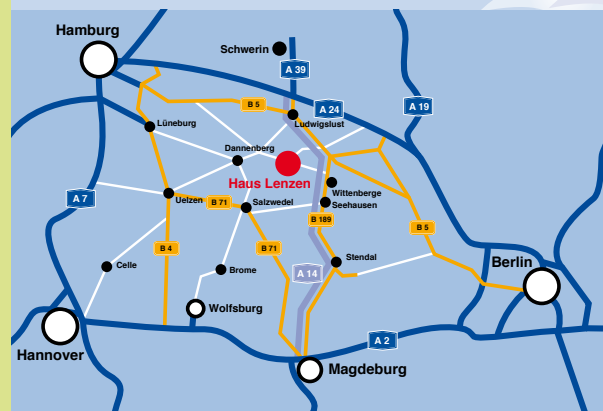 Hamburg
Schwerin
A 39
A 24
A 19
B 5
Ludwigslust
Lüneburg
Dannenberg
Haus Lenzen
Wittenberge
Seehausen
A 7
Uelzen
B 71
Salzwedel
B 189
B 5
B 4
B 71
Stendal
Celle
Brome
A 14
Berlin
Wolfsburg
Hannover
A 2
Magdeburg